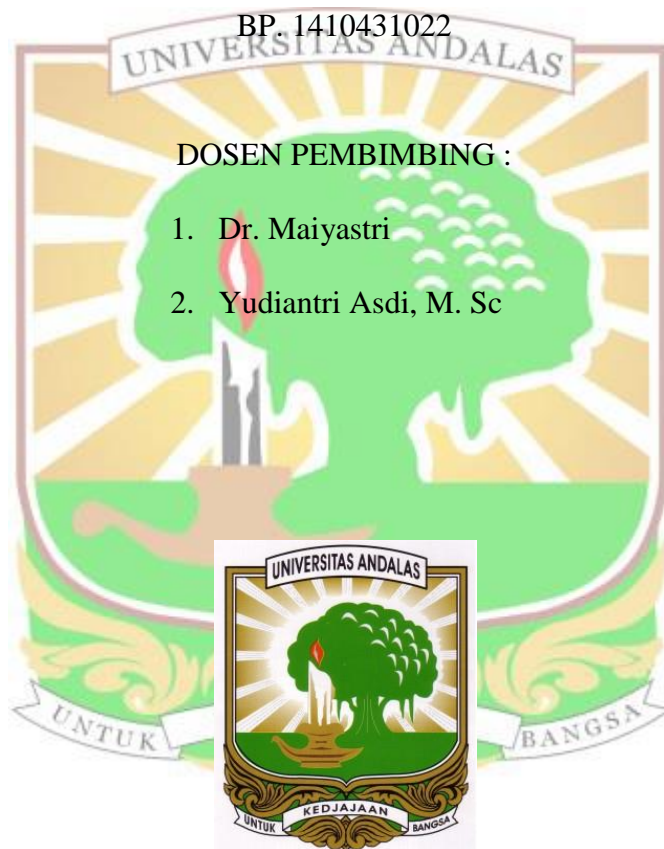 BP. 1410431022
UNIVERSITAS ANDALAS
DOSEN PEMBIMBING :
1. Dr. Maiyastri
2. Yudiantri Asdi, M. Sc
UNIVERSITAS ANDALAS
UNTUK BANGSA
KEDJAJAAN
UNTUK BANGSA